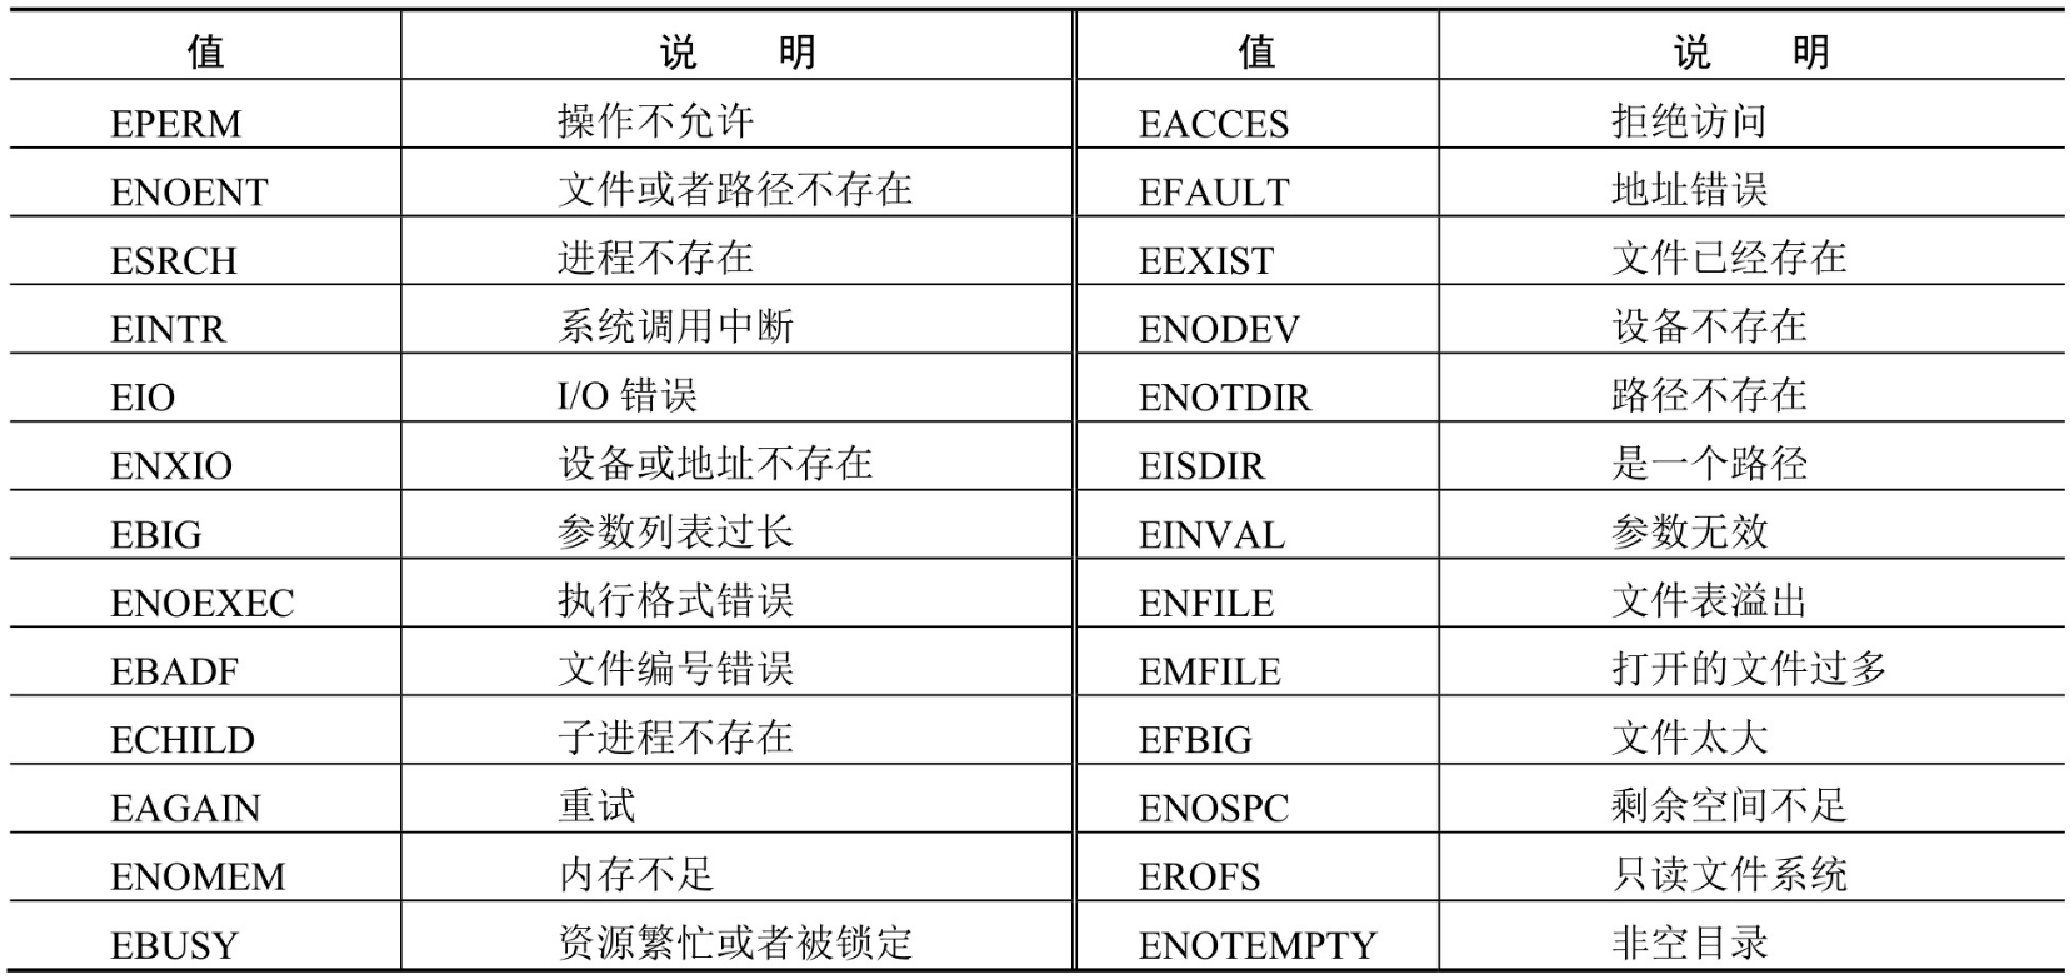 值 说 明 值 说 明
EPERM 操作不允许 EACCES 拒绝访问
ENOENT 文件或者路径不存在 EFAULT 地址错误
ESRCH 进程不存在 EEXIST 文件已经存在
EINTR 系统调用中断 ENODEV 设备不存在
EIO I/O 错误 ENOTDIR 路径不存在
ENXIO 设备或地址不存在 EISDIR 是一个路径
EBIG 参数列表过长 EINVAL 参数无效
ENOEXEC 执行格式错误 ENFILE 文件表溢出
EBADF 文件编号错误 EMFILE 打开的文件过多
ECHILD 子进程不存在 EFBIG 文件太大
EAGAIN 重试 ENOSPC 剩余空间不足
ENOMEM 内存不足 EROFS 只读文件系统
EBUSY 资源繁忙或者被锁定 ENOTEMPTY 非空目录